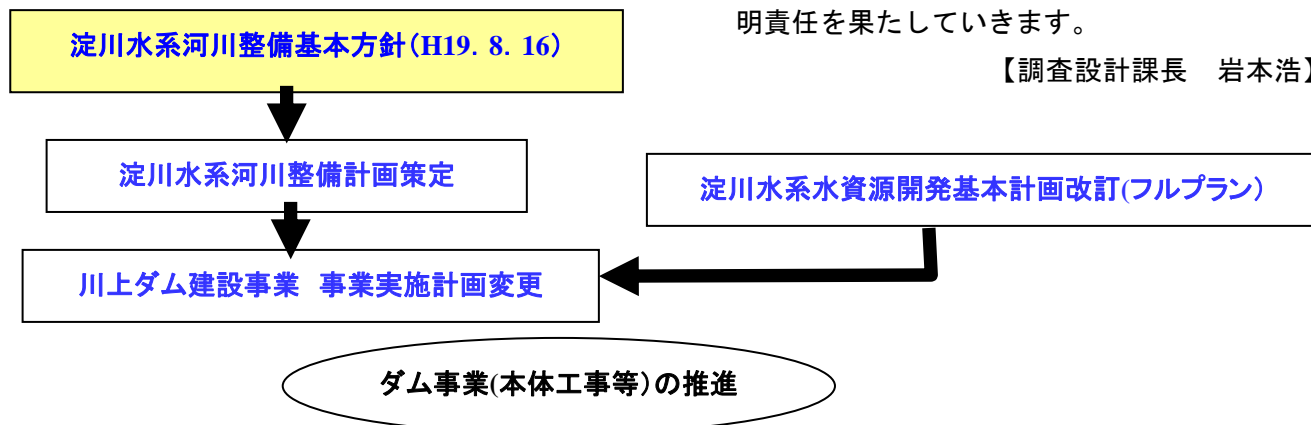 明責任を果たしていきます。
【調査設計課長　岩本浩】
淀川水系河川整備基本方針(H19. 8. 16)
淀川水系河川整備計画策定
淀川水系水資源開発基本計画改訂(フルプラン)
川上ダム建設事業　事業実施計画変更
ダム事業(本体工事等)の推進